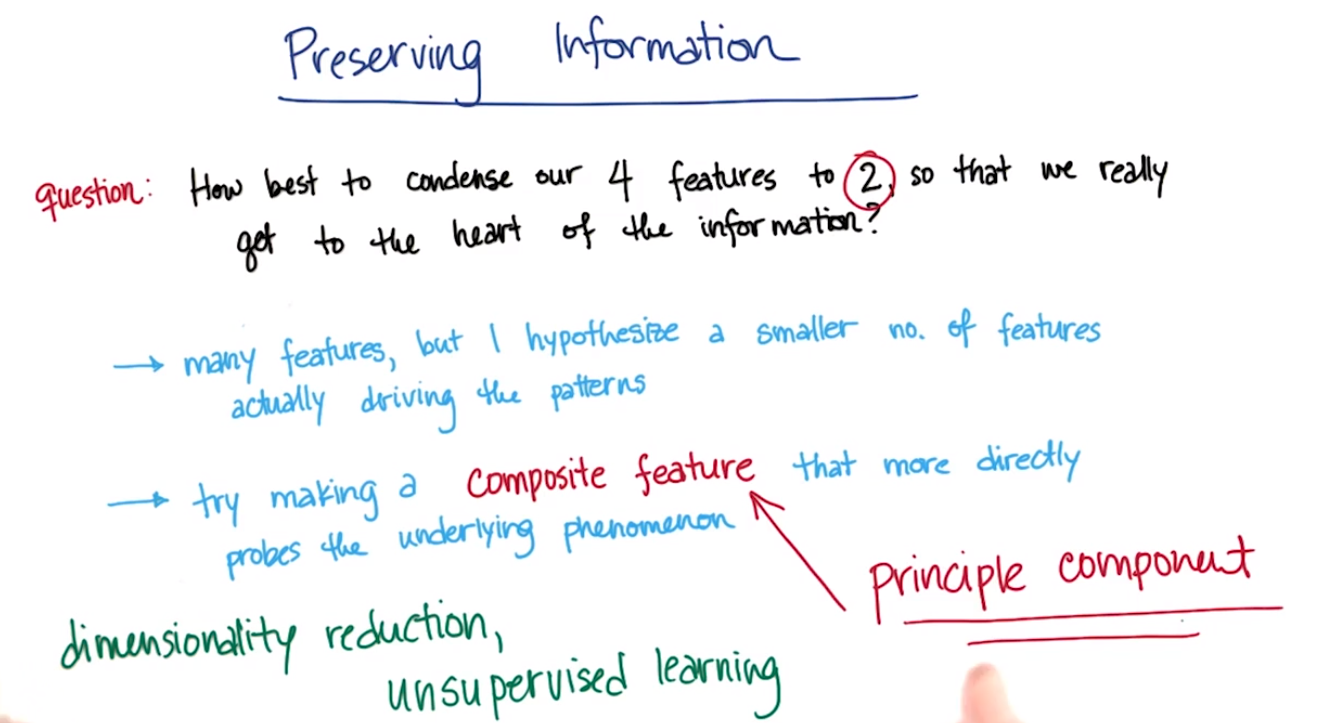 Preserving Information
question: How best to condense our 4 features to 2, so that we really
get to the heart of the information?
→ many features, but I hypothesize a smaller no. of features
actually driving the patterns
→ try making a composite feature that more directly
probes the underlying phenomenon
principle component
dimensionality reduction,
unsupervised learning